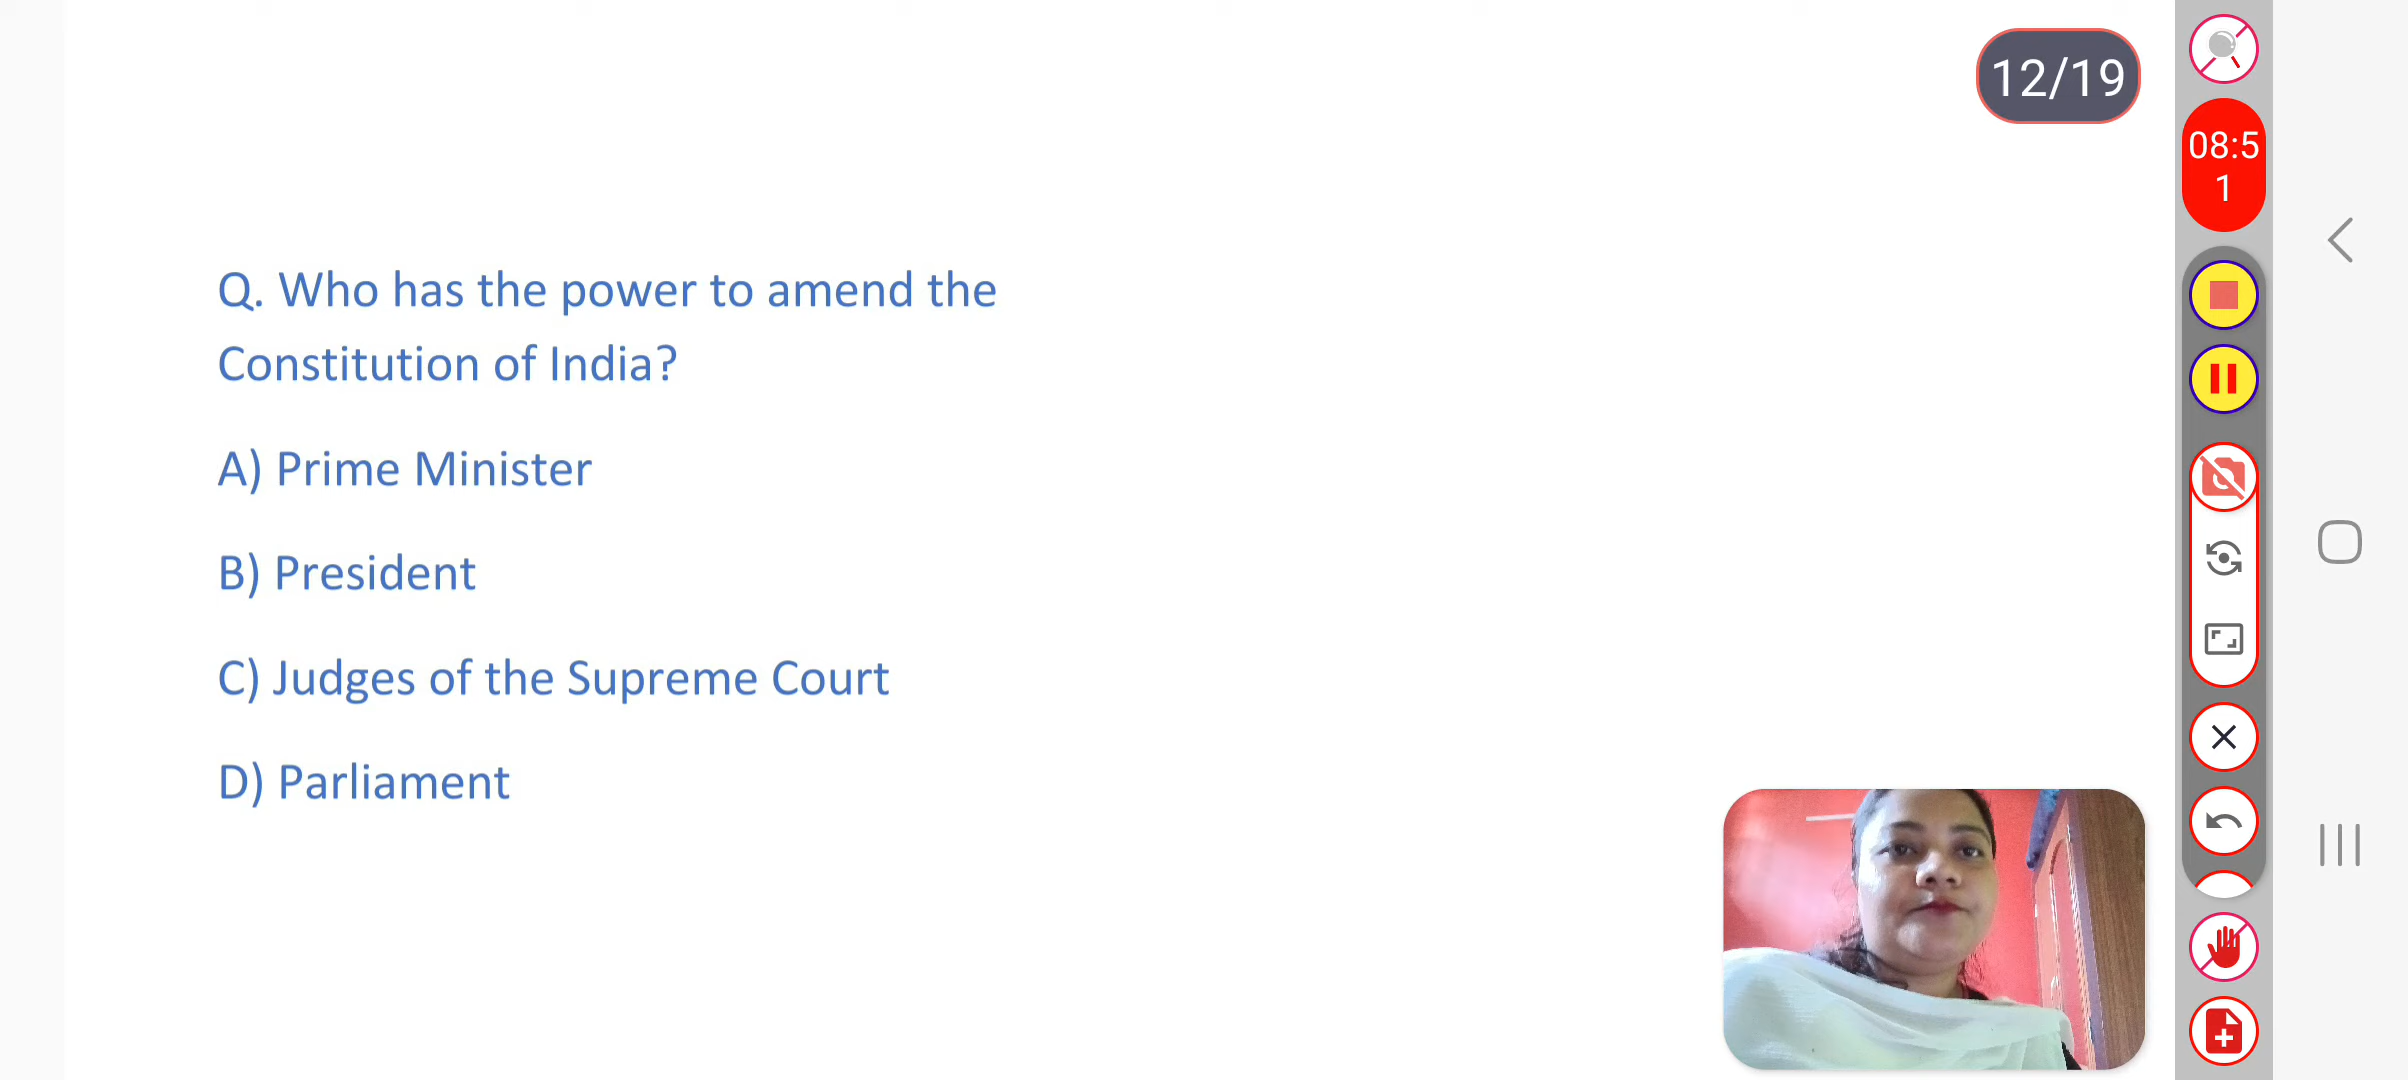 12/19
08:5
1
Q. Who has the power to amend the
Constitution of India?
A) Prime Minister
B) President
C) Judges of the Supreme Court
D) Parliament